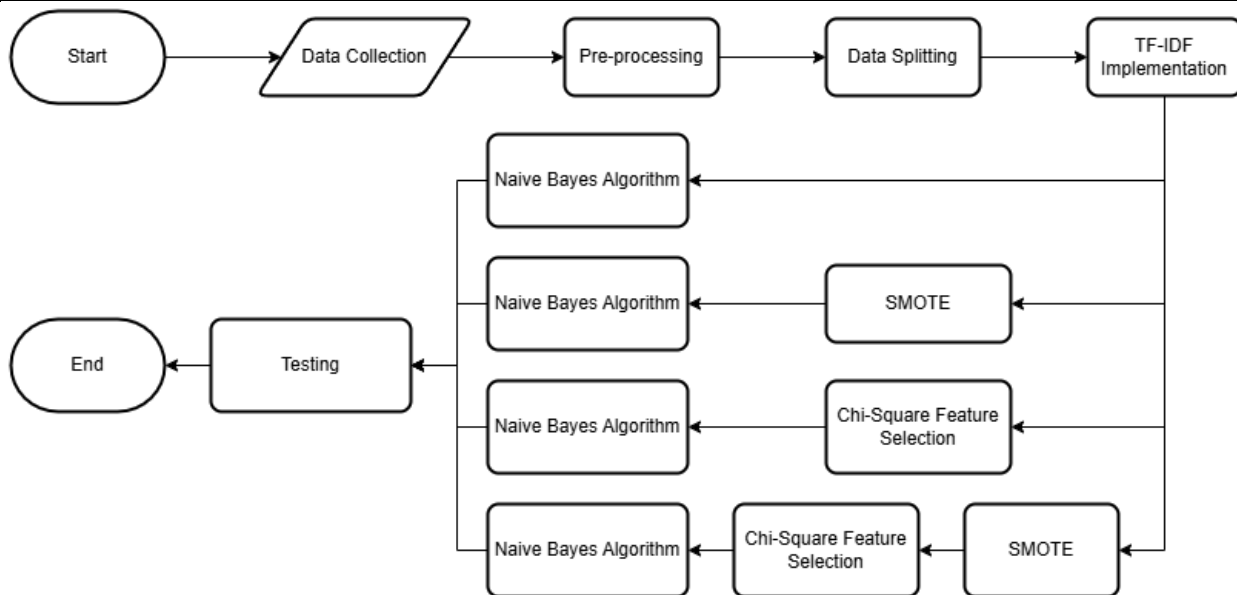 Start
Data Collection
Pre-processing
Data Splitting
TF-IDF
Implementation
Naive Bayes Algorithm
Naive Bayes Algorithm
SMOTE
End
Testing
Naive Bayes Algorithm
Chi-Square Feature
Selection
Naive Bayes Algorithm
Chi-Square Feature
Selection
SMOTE